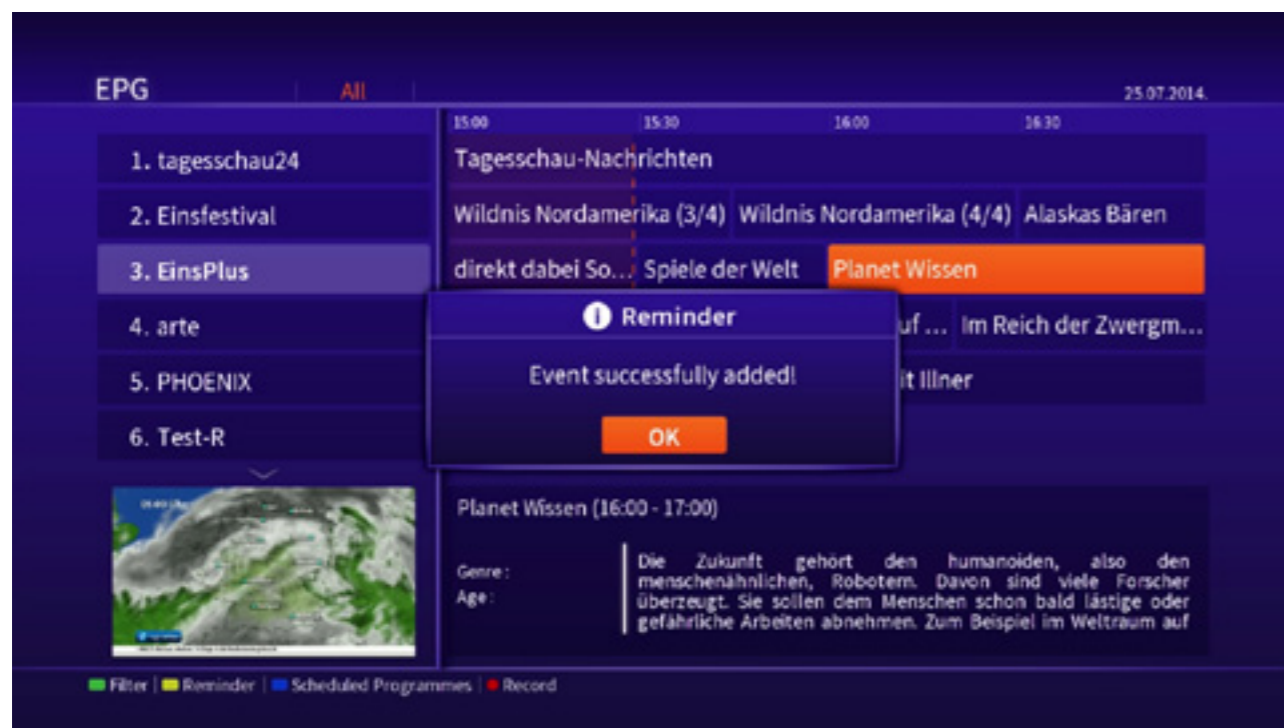 EPG All 25.07.2014.
15:00 15:30 16:00 16:30
1. tagesschau24 Tagesschau-Nachrichten
2. Einsfestival Wildnis Nordamerika (3/4) Wildnis Nordamerika (4/4) Alaskas Bären
3. EinsPlus direkt dabei So... Spiele der Welt Planet Wissen
4. arte uf ... Im Reich der Zwergm...
5. PHOENIX it Illner
6. Test-R
Reminder
Event successfully added!
OK
Planet Wissen (16:00 - 17:00)
Genre:
Age:
Die Zukunft gehört den humanoiden, also den
menschenähnlichen, Robotern. Davon sind viele Forscher
überzeugt. Sie sollen dem Menschen schon bald lästige oder
gefährliche Arbeiten abnehmen. Zum Beispiel im Weltraum auf
Filter | Reminder | Scheduled Programmes | Record